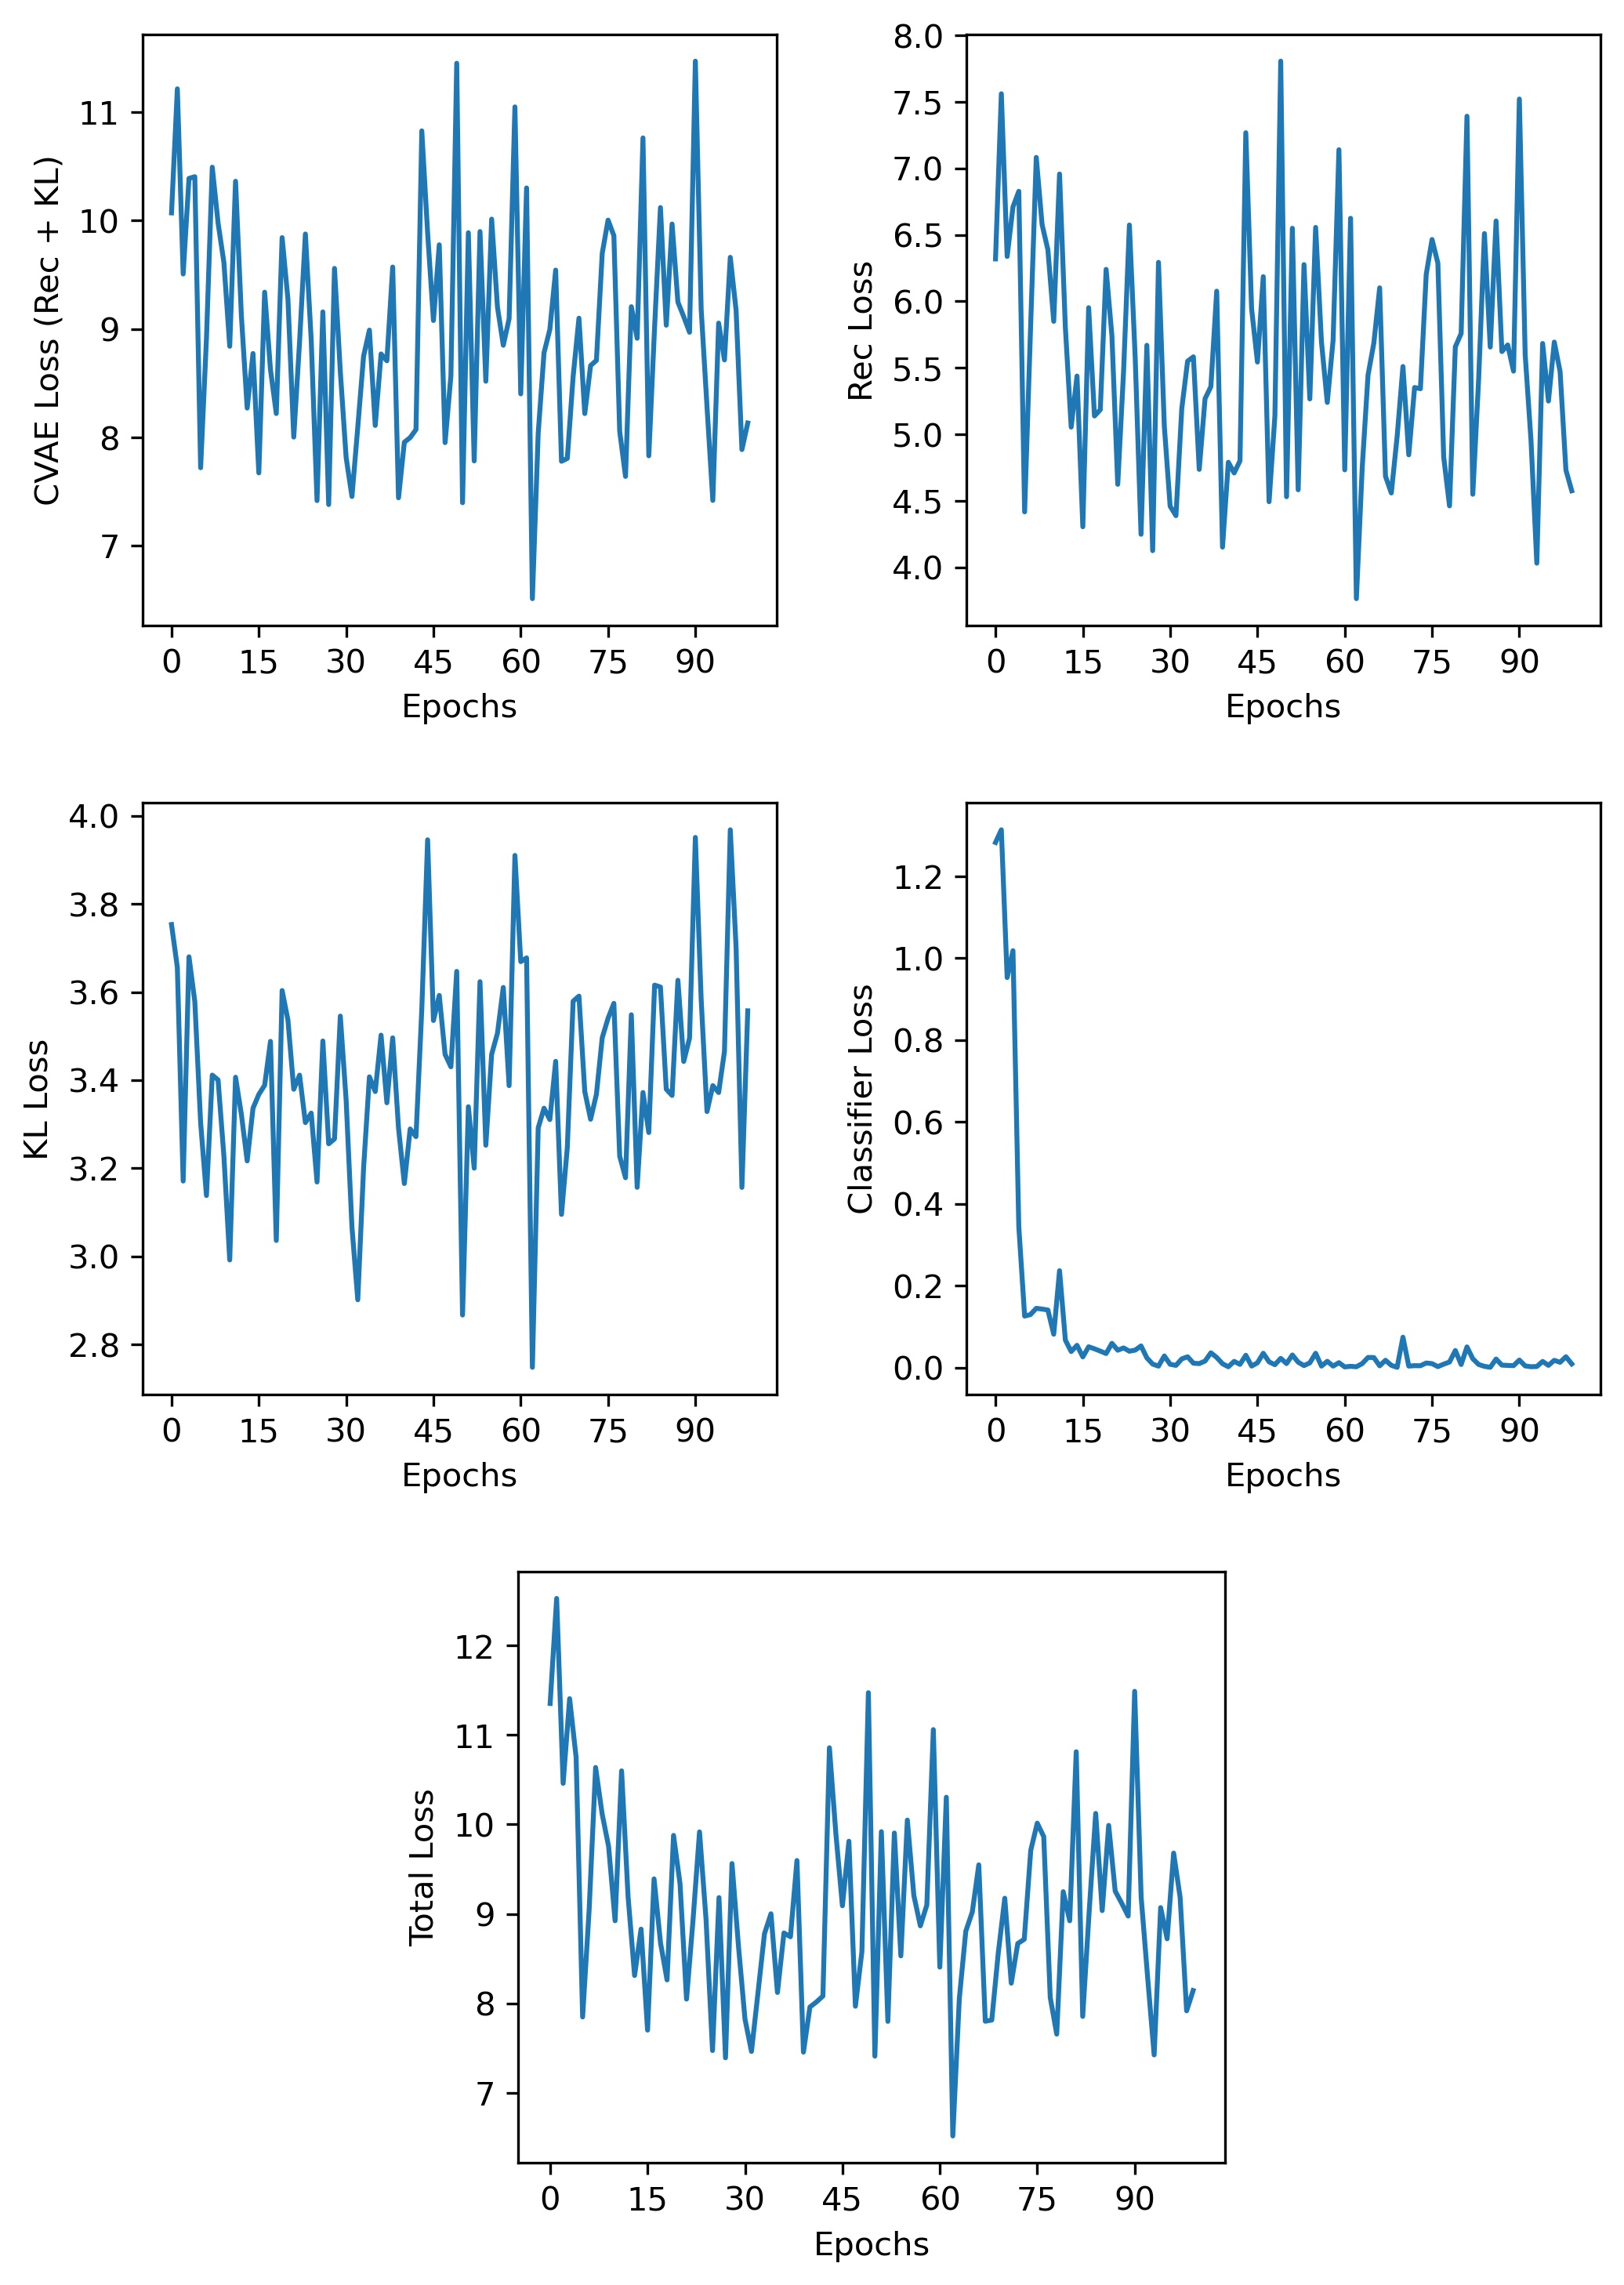 CVAE Loss (Rec + KL)
11
10
9
8
7
0 15 30 45 60 75 90
Epochs
Rec Loss
8.0
7.5
7.0
6.5
6.0
5.5
5.0
4.5
4.0
0 15 30 45 60 75 90
Epochs
KL Loss
4.0
3.8
3.6
3.4
3.2
3.0
2.8
0 15 30 45 60 75 90
Epochs
Classifier Loss
1.2
1.0
0.8
0.6
0.4
0.2
0.0
0 15 30 45 60 75 90
Epochs
Total Loss
12
11
10
9
8
7
0 15 30 45 60 75 90
Epochs